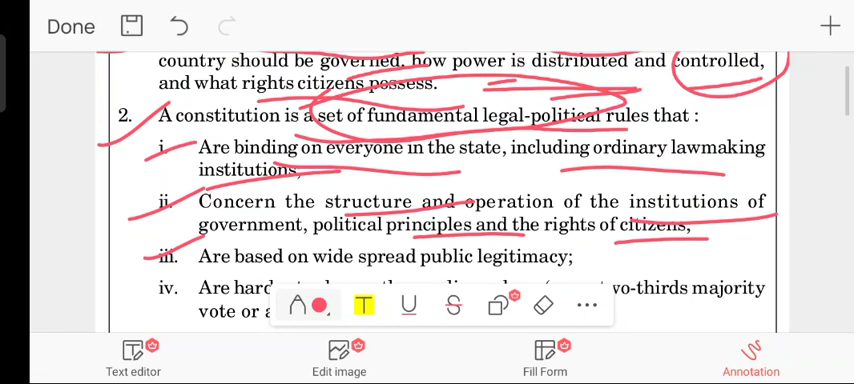 Done
country should be governed, how power is distributed and controlled,
and what rights citizens possess.
2. A constitution is a set of fundamental legal-political rules that :
i. Are binding on everyone in the state, including ordinary lawmaking
institutions,
ii. Concern the structure and operation of the institutions of
government, political principles and the rights of citizens,
iii. Are based on wide spread public legitimacy;
iv. Are hard wo-thirds majority
vote or a
T U S
Text editor Edit image Fill Form Annotation